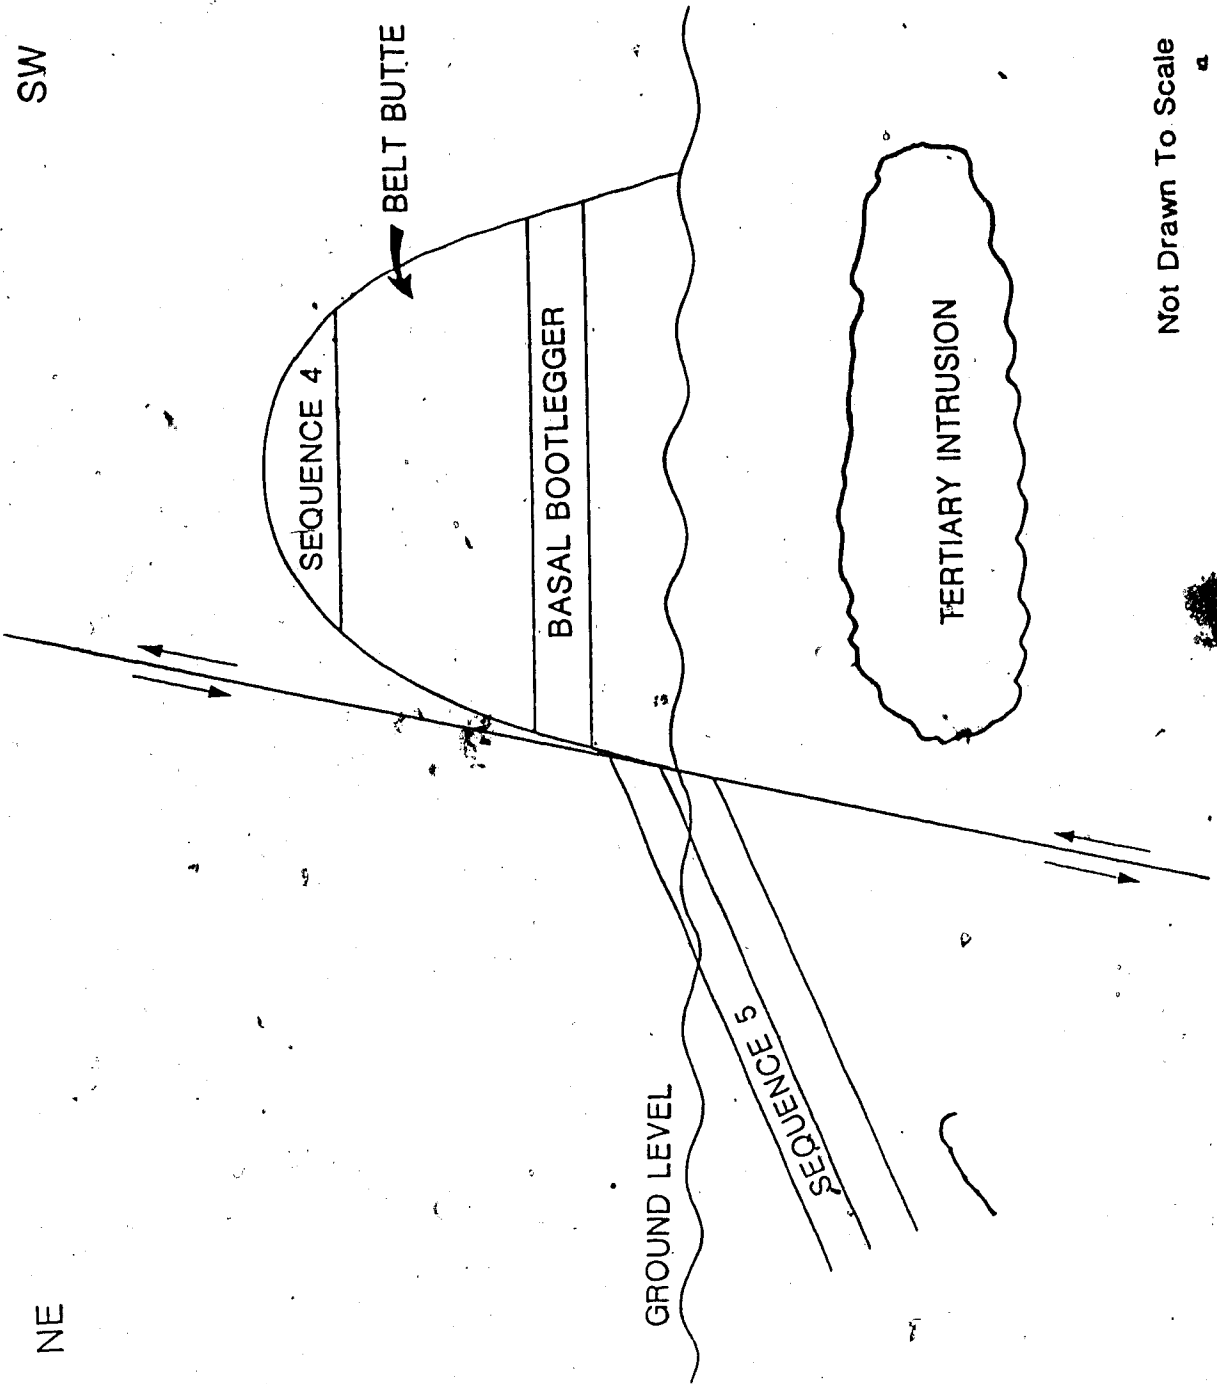 NE
SW
BELT BUTTE
SEQUENCE 4
BASAL BOOTLEGGER
GROUND LEVEL
SEQUENCE 5
TERTIARY INTRUSION
Not Drawn To Scale